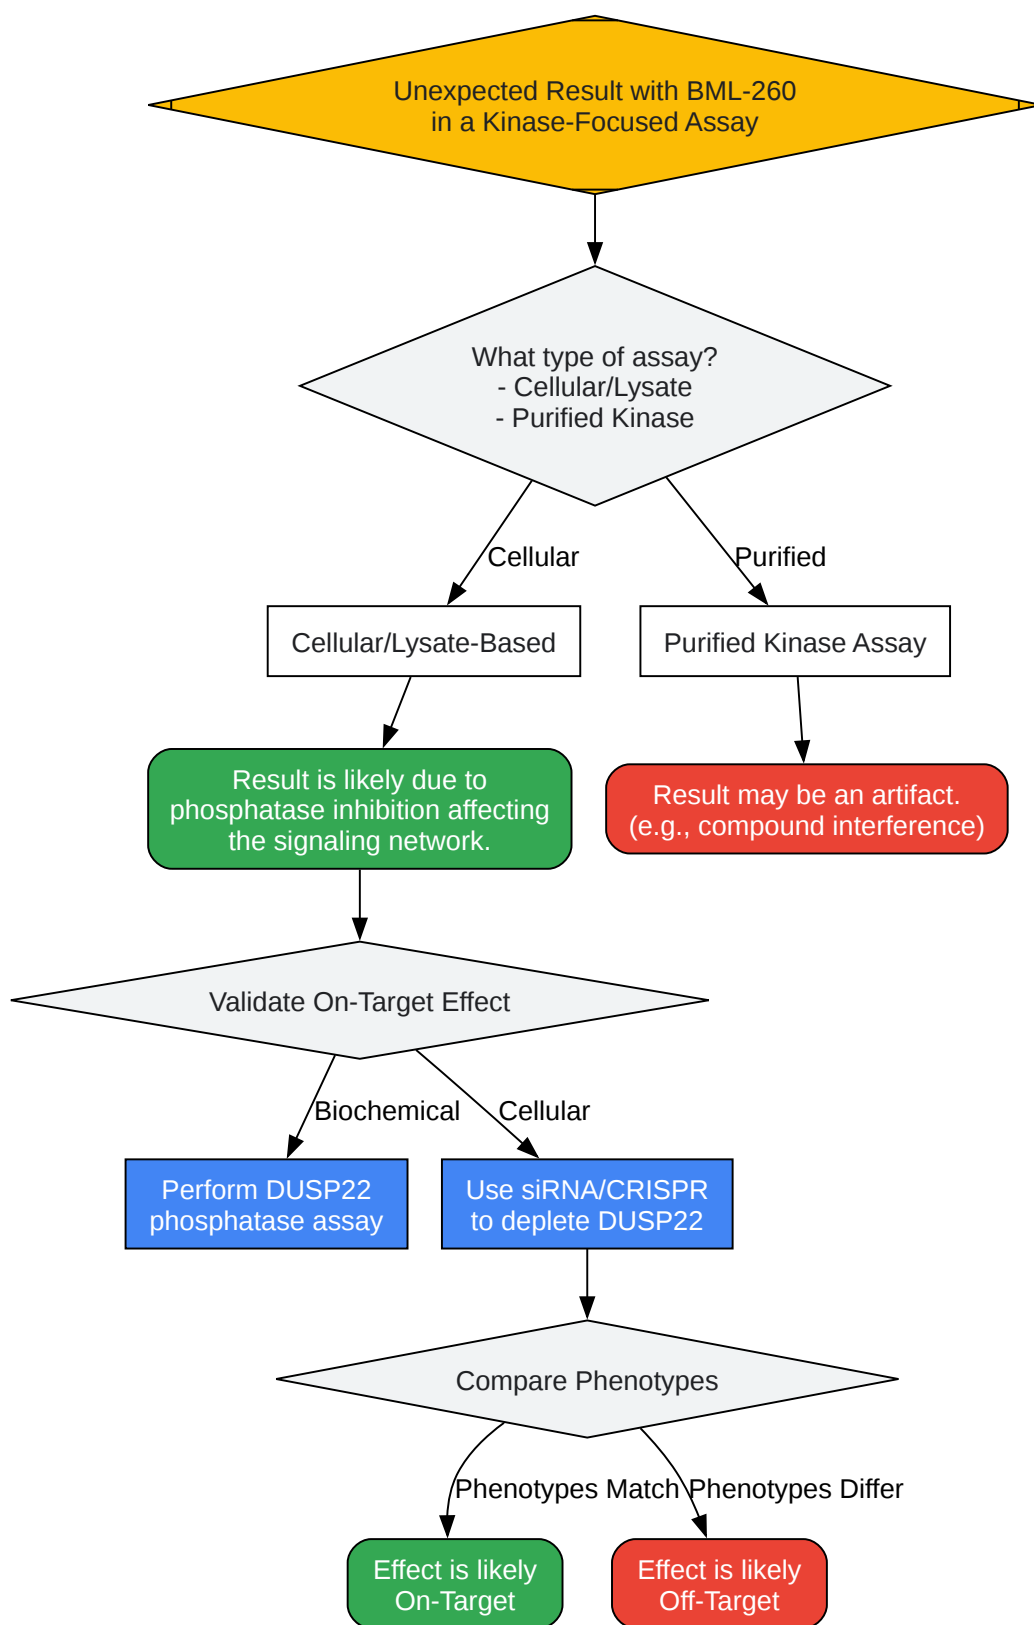 Unexpected Result with BML-260
in a Kinase-Focused Assay
What type of assay?
- Cellular/Lysate
- Purified Kinase
Cellular
Purified
Cellular/Lysate-Based
Purified Kinase Assay
Result is likely due to
phosphatase inhibition affecting
the signaling network.
Result may be an artifact.
(e.g., compound interference)
Validate On-Target Effect
Biochemical
Cellular
Perform DUSP22
phosphatase assay
Use siRNA/CRISPR
to deplete DUSP22
Compare Phenotypes
Phenotypes Match
Phenotypes Differ
Effect is likely
On-Target
Effect is likely
Off-Target